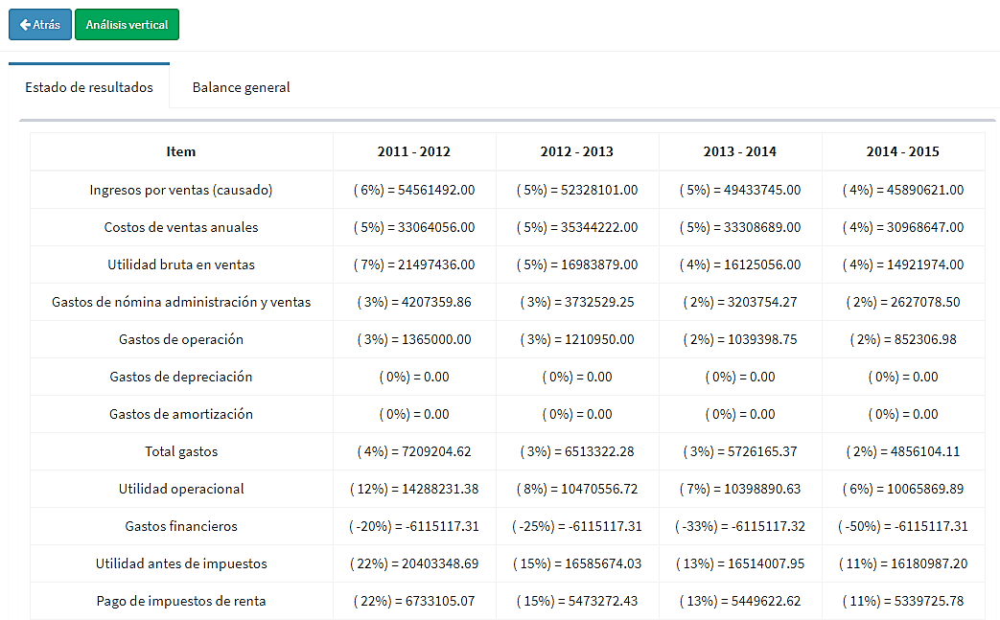 Atrás Análisis vertical
Estado de resultados Balance general
Item 2011 - 2012 2012 - 2013 2013 - 2014 2014 - 2015
Ingresos por ventas (causado) ( 6%) = 54561492.00 ( 5%) = 52328101.00 ( 5%) = 49433745.00 ( 4%) = 45890621.00
Costos de ventas anuales ( 5%) = 33064056.00 ( 5%) = 35344222.00 ( 5%) = 33308689.00 ( 4%) = 30968647.00
Utilidad bruta en ventas ( 7%) = 21497436.00 ( 5%) = 16983879.00 ( 4%) = 16125056.00 ( 4%) = 14921974.00
Gastos de nómina administración y ventas ( 3%) = 4207359.86 ( 3%) = 3732529.25 ( 2%) = 3203754.27 ( 2%) = 2627078.50
Gastos de operación ( 3%) = 1365000.00 ( 3%) = 1210950.00 ( 2%) = 1039398.75 ( 2%) = 852306.98
Gastos de depreciación ( 0%) = 0.00 ( 0%) = 0.00 ( 0%) = 0.00 ( 0%) = 0.00
Gastos de amortización ( 0%) = 0.00 ( 0%) = 0.00 ( 0%) = 0.00 ( 0%) = 0.00
Total gastos ( 4%) = 7209204.62 ( 3%) = 6513322.28 ( 3%) = 5726165.37 ( 2%) = 4856104.11
Utilidad operacional ( 12%) = 14288231.38 ( 8%) = 10470556.72 ( 7%) = 10398890.63 ( 6%) = 10065869.89
Gastos financieros ( -20%) = -6115117.31 ( -25%) = -6115117.31 ( -33%) = -6115117.32 ( -50%) = -6115117.31
Utilidad antes de impuestos ( 22%) = 20403348.69 ( 15%) = 16585674.03 ( 13%) = 16514007.95 ( 11%) = 16180987.20
Pago de impuestos de renta ( 22%) = 6733105.07 ( 15%) = 5473272.43 ( 13%) = 5449622.62 ( 11%) = 5339725.78